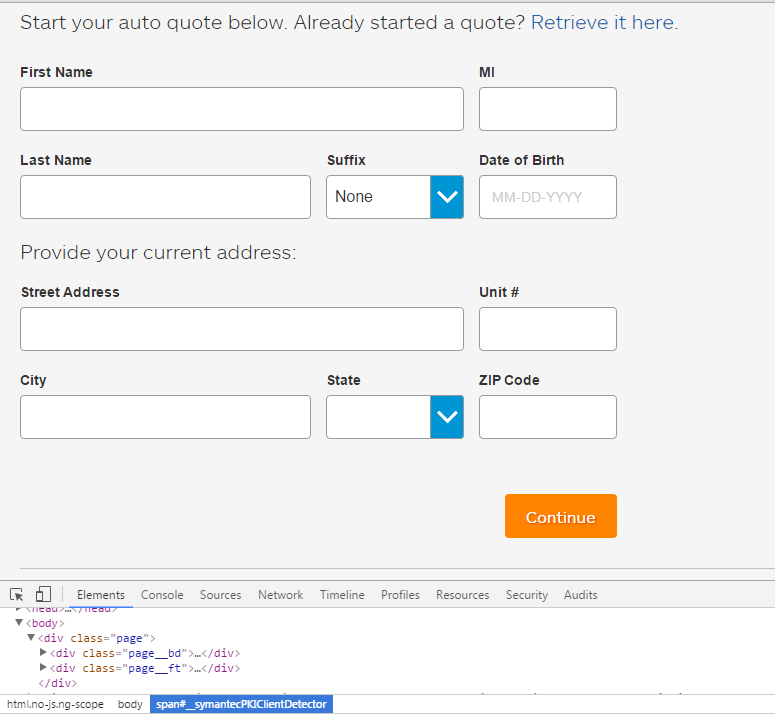 Start your auto quote below. Already started a quote? Retrieve it here.
First Name MI
Last Name Suffix Date of Birth
None MM-DD-YYYY
Provide your current address:
Street Address Unit #
City State ZIP Code
Continue
Elements Console Sources Network Timeline Profiles Resources Security Audits
<head>…</head>
<body>
<div class="page">
<div class="page__bd">…</div>
<div class="page__ft">…</div>
</div>
html.no-js.ng-scope body span#__symantecPKIClientDetector